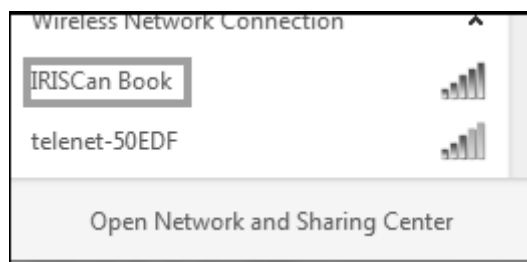 Wireless Network Connection
IRISCan Book
telenet-50EDF
Open Network and Sharing Center